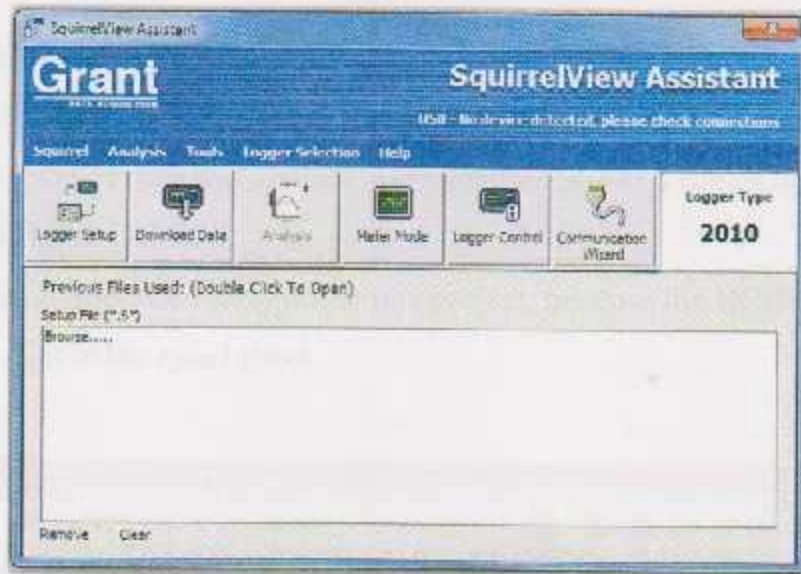 SquirrelView Assistant
Grant
DATA ACQUISITION
SquirrelView Assistant
USB - No device detected, please check connections
Squirrel Analysis Tools Logger Selection Help
Logger Setup
Download Data
Analysis
Meter Mode
Logger Control
Communication Wizard
Logger Type
2010
Previous Files Used: (Double Click To Open)
Setup File (*.S*)
Browse.....
Remove Clear